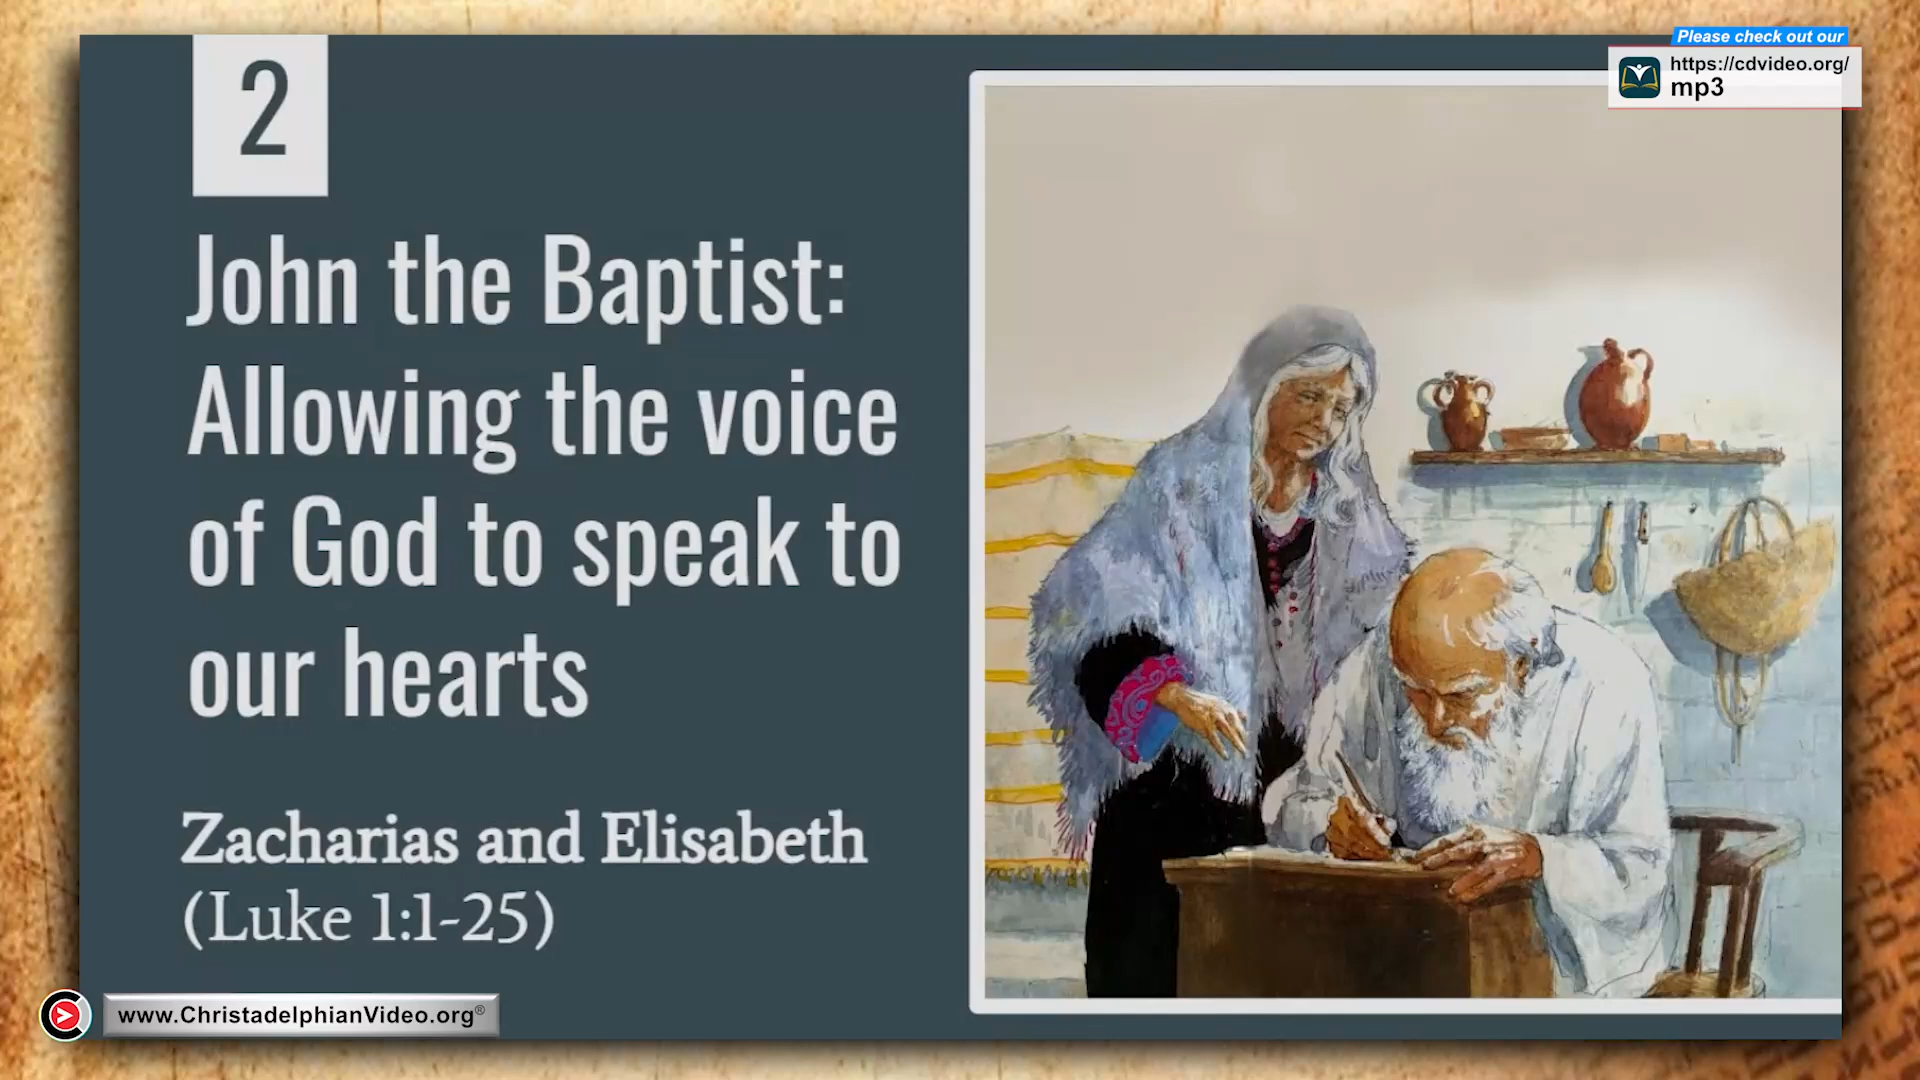 2
John the Baptist:
Allowing the voice
of God to speak to
our hearts
Zacharias and Elisabeth
(Luke 1:1-25)
Please check out our
https://cdvideo.org/
mp3
www.ChristadelphianVideo.org®